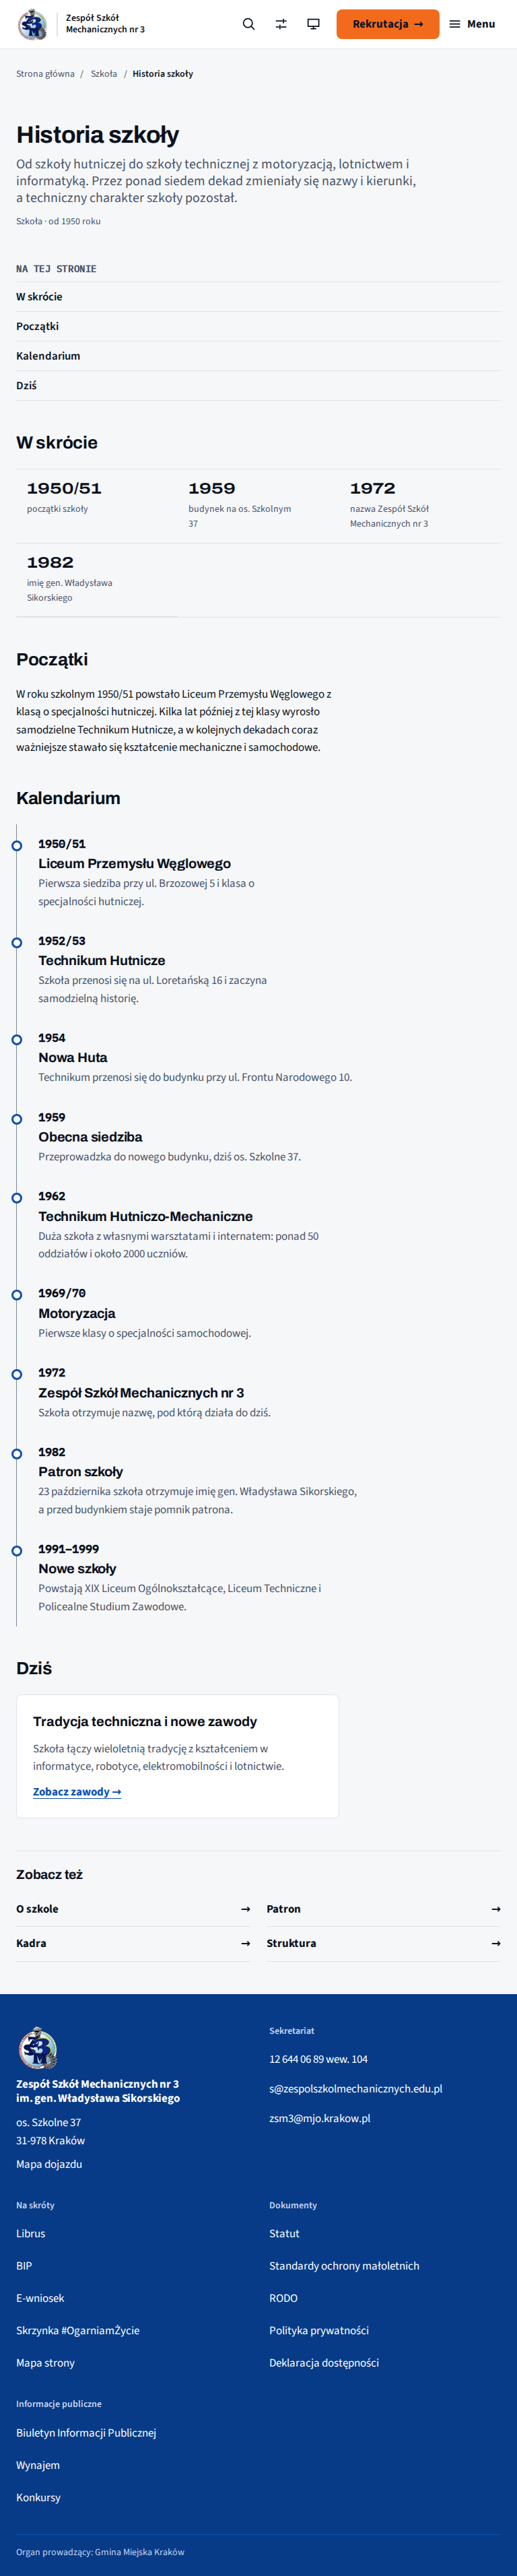 Zespół Szkół
Mechanicznych nr 3
Rekrutacja →
Menu
Strona główna / Szkoła / Historia szkoły
Historia szkoły
Od szkoły hutniczej do szkoły technicznej z motoryzacją, lotnictwem i
informatyką. Przez ponad siedem dekad zmieniały się nazwy i kierunki,
a techniczny charakter szkoły pozostał.
Szkoła · od 1950 roku
NA TEJ STRONIE
W skrócie
Początki
Kalendarium
Dziś
W skrócie
1950/51
początki szkoły
1959
budynek na os. Szkolnym
37
1972
nazwa Zespół Szkół
Mechanicznych nr 3
1982
imię gen. Władysława
Sikorskiego
Początki
W roku szkolnym 1950/51 powstało Liceum Przemysłu Węglowego z
klasą o specjalności hutniczej. Kilka lat później z tej klasy wyrosło
samodzielne Technikum Hutnicze, a w kolejnych dekadach coraz
ważniejsze stawało się kształcenie mechaniczne i samochodowe.
Kalendarium
1950/51
Liceum Przemysłu Węglowego
Pierwsza siedziba przy ul. Brzozowej 5 i klasa o
specjalności hutniczej.
1952/53
Technikum Hutnicze
Szkoła przenosi się na ul. Loretańską 16 i zaczyna
samodzielną historię.
1954
Nowa Huta
Technikum przenosi się do budynku przy ul. Frontu Narodowego 10.
1959
Obecna siedziba
Przeprowadzka do nowego budynku, dziś os. Szkolne 37.
1962
Technikum Hutniczo-Mechaniczne
Duża szkoła z własnymi warsztatami i internatem: ponad 50
oddziałów i około 2000 uczniów.
1969/70
Motoryzacja
Pierwsze klasy o specjalności samochodowej.
1972
Zespół Szkół Mechanicznych nr 3
Szkoła otrzymuje nazwę, pod którą działa do dziś.
1982
Patron szkoły
23 października szkoła otrzymuje imię gen. Władysława Sikorskiego,
a przed budynkiem staje pomnik patrona.
1991–1999
Nowe szkoły
Powstają XIX Liceum Ogólnokształcące, Liceum Techniczne i
Policealne Studium Zawodowe.
Dziś
Tradycja techniczna i nowe zawody
Szkoła łączy wieloletnią tradycję z kształceniem w
informatyce, robotyce, elektromobilności i lotnictwie.
Zobacz zawody →
Zobacz też
O szkole →
Patron →
Kadra →
Struktura →
Zespół Szkół Mechanicznych nr 3
im. gen. Władysława Sikorskiego
os. Szkolne 37
31-978 Kraków
Mapa dojazdu
Sekretariat
12 644 06 89 wew. 104
s@zespolszkolmechanicznych.edu.pl
zsm3@mjo.krakow.pl
Na skróty
Librus
BIP
E-wniosek
Skrzynka #OgarniamŻycie
Mapa strony
Dokumenty
Statut
Standardy ochrony małoletnich
RODO
Polityka prywatności
Deklaracja dostępności
Informacje publiczne
Biuletyn Informacji Publicznej
Wynajem
Konkursy
Organ prowadzący: Gmina Miejska Kraków